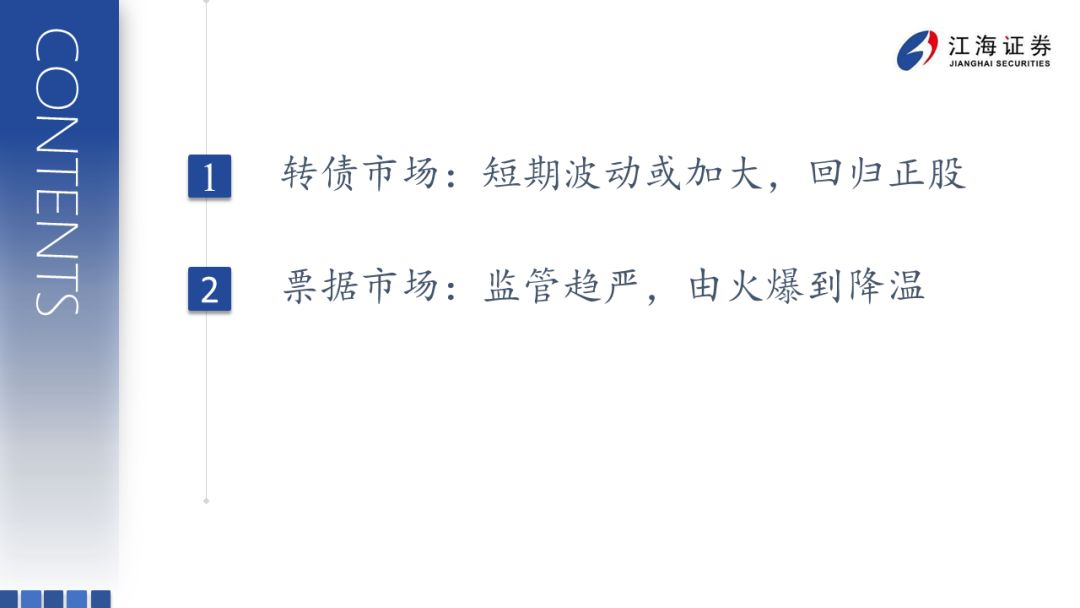 CONTENTS
江海证券
JIANGHAI SECURITIES
1 转债市场：短期波动或加大，回归正股
2 票据市场：监管趋严，由火爆到降温